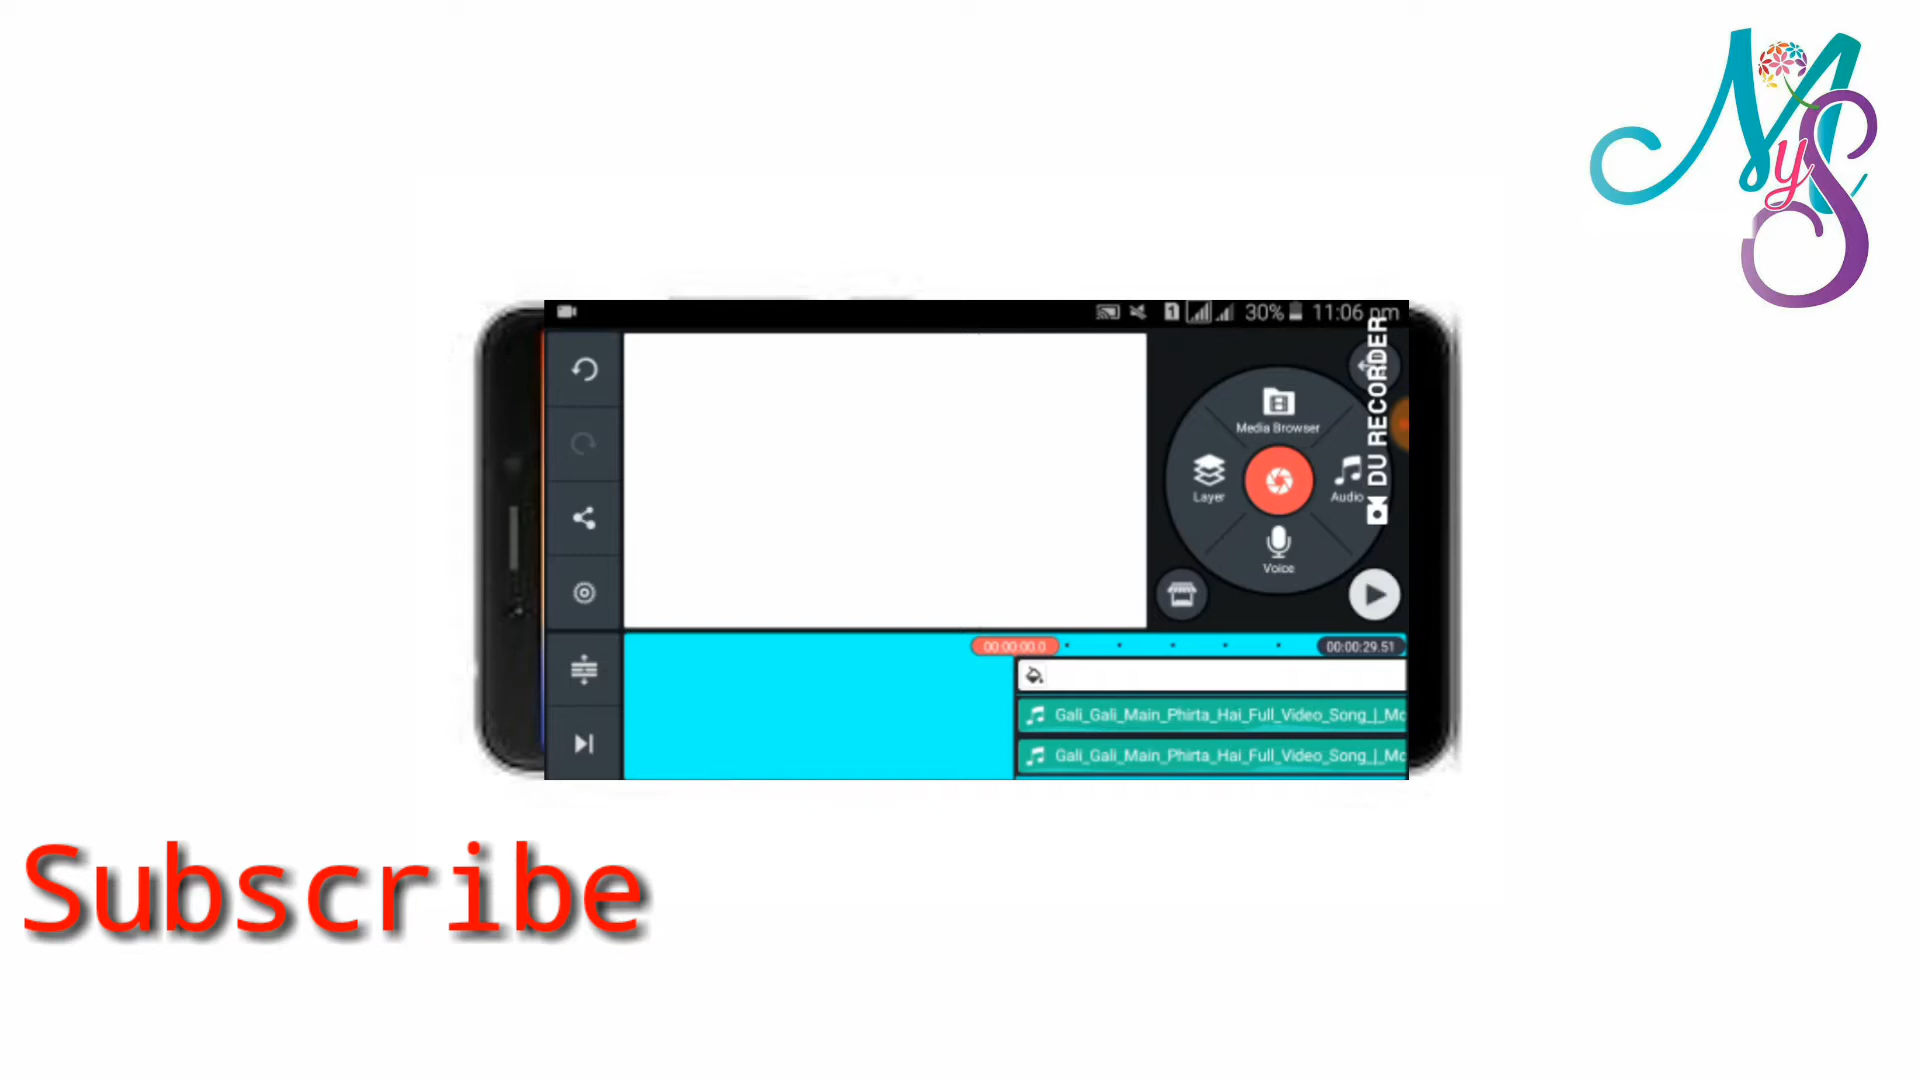 MyS
30% 11:06 pm
DU RECORDER
Media Browser
Layer
Audio
Voice
00:00:00.0
00:00:29.51
Gali_Gali_Main_Phirta_Hai_Full_Video_Song_|_Mo
Gali_Gali_Main_Phirta_Hai_Full_Video_Song_|_Mo
Subscribe